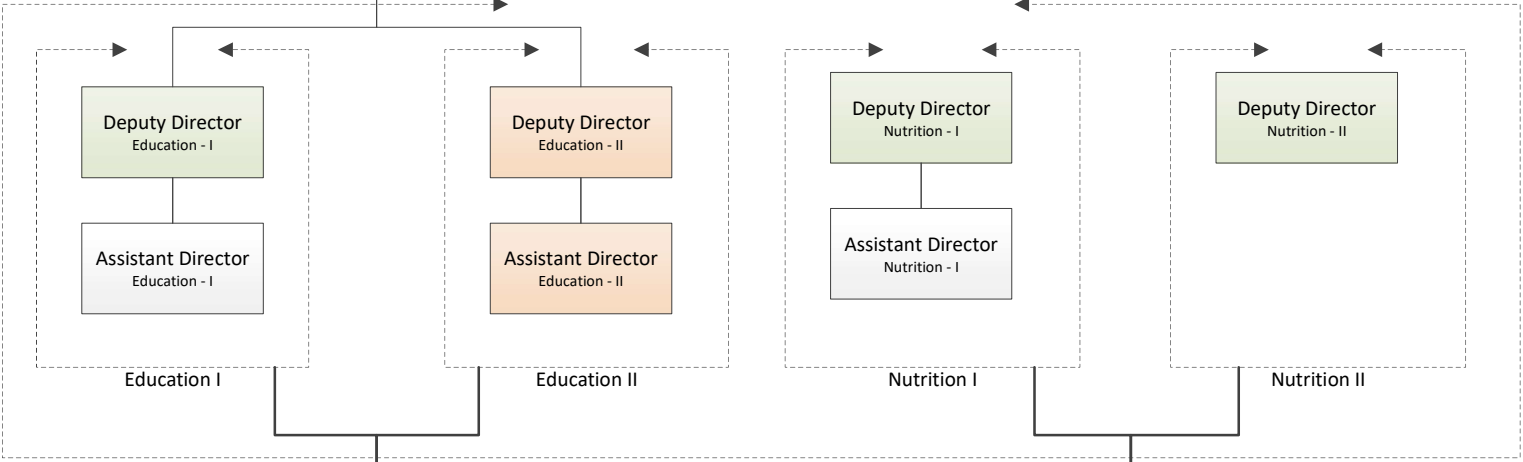 Deputy Director
Education - I
Deputy Director
Education - II
Deputy Director
Nutrition - I
Deputy Director
Nutrition - II
Assistant Director
Education - I
Assistant Director
Education - II
Assistant Director
Nutrition - I
Education I
Education II
Nutrition I
Nutrition II